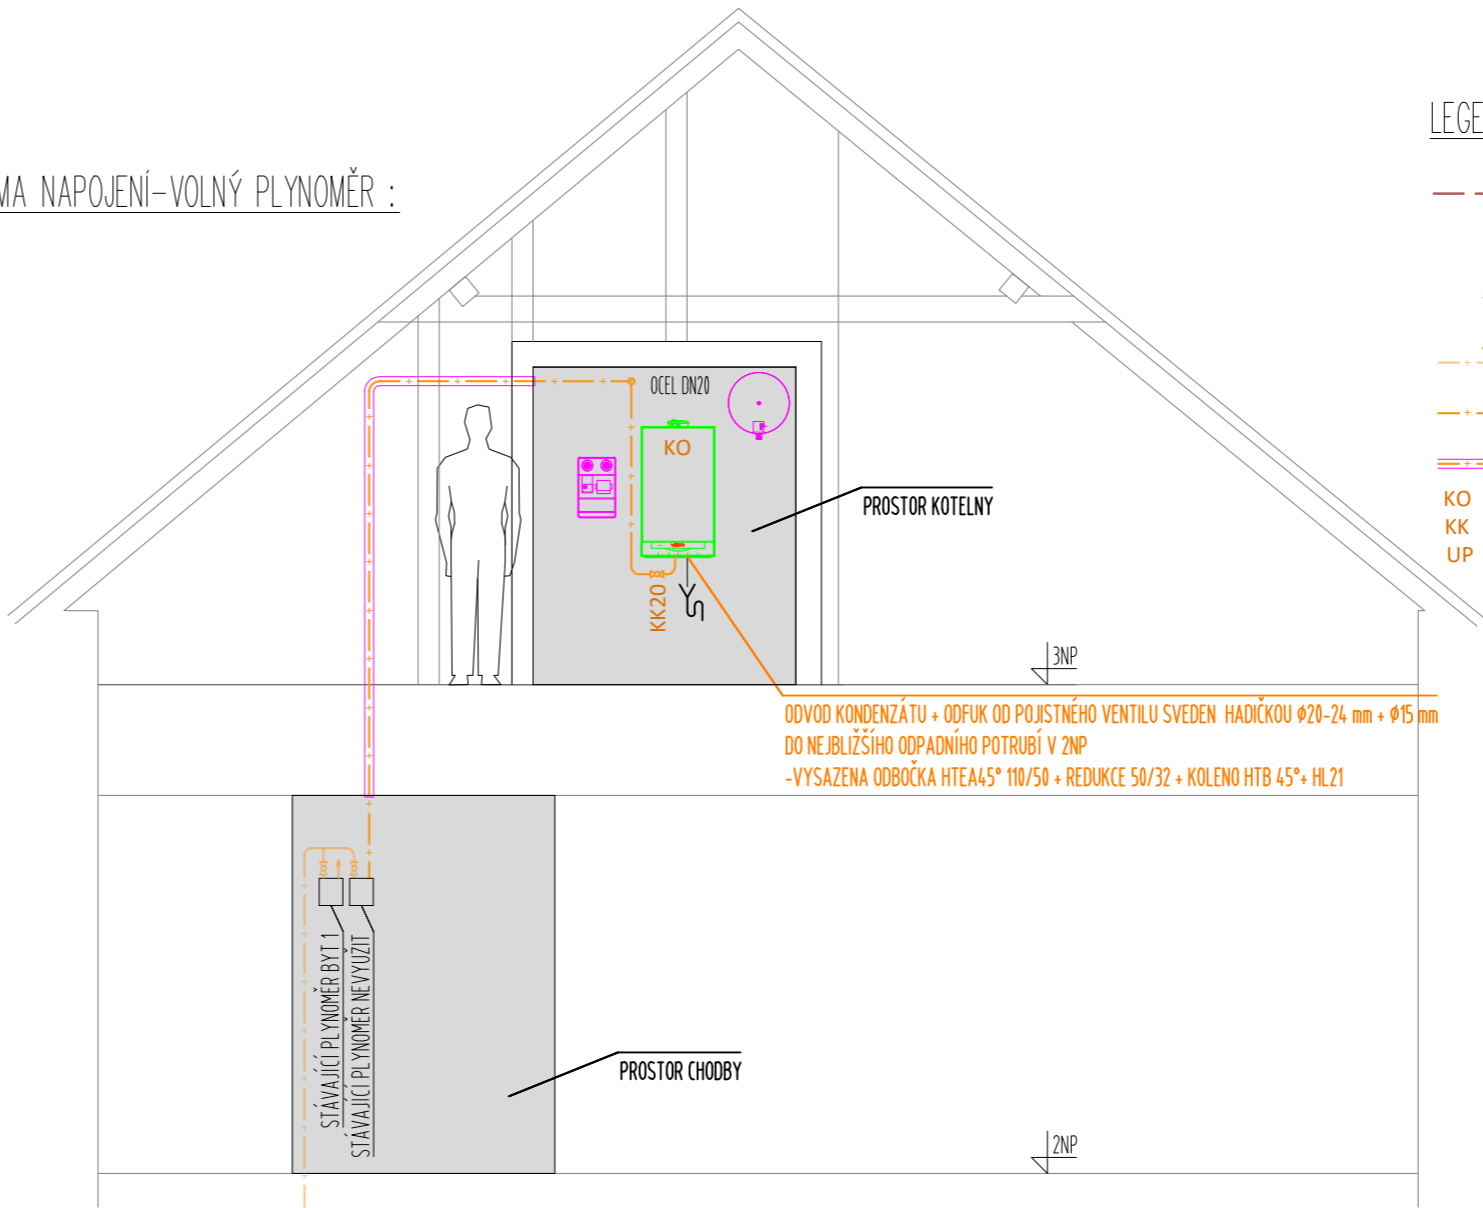 MA NAPOJENÍ-VOLNÝ PLYNOMĚR :
LEGE
OCEL DN20
KO
PROSTOR KOTELNY
KO
KK
UP
KK20
3NP
ODVOD KONDENZÁTU + ODFUK OD POJISTNÉHO VENTILU SVEDEN HADIČKOU ϕ20-24 mm + ϕ15 mm
DO NEJBLIŽŠÍHO ODPADNÍHO POTRUBÍ V 2NP
-VYSAZENA ODBOČKA HTEA45° 110/50 + REDUKCE 50/32 + KOLENO HTB 45°+ HL21
STÁVAJÍCÍ PLYNOMĚR BYT 1
STÁVAJÍCÍ PLYNOMĚR NEVYUŽIT
PROSTOR CHODBY
2NP